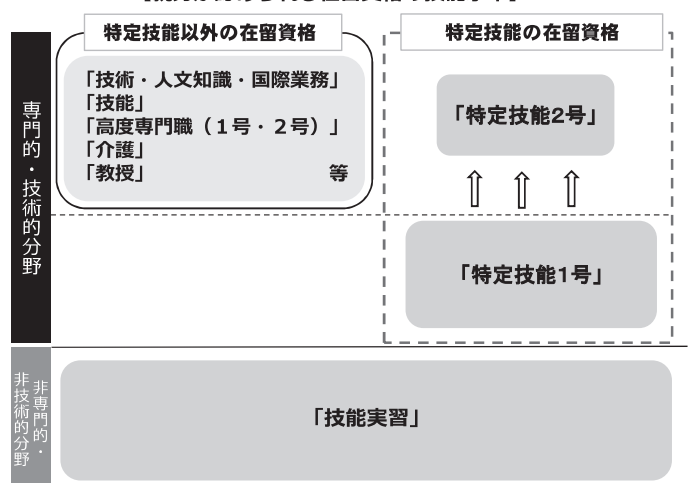 特定技能以外の在留資格
特定技能の在留資格
専門的・技術的分野
「技術・人文知識・国際業務」
「技能」
「高度専門職（１号・２号）」
「介護」
「教授」 等
「特定技能2号」
「特定技能1号」
非専門的・
非技術的分野
「技能実習」